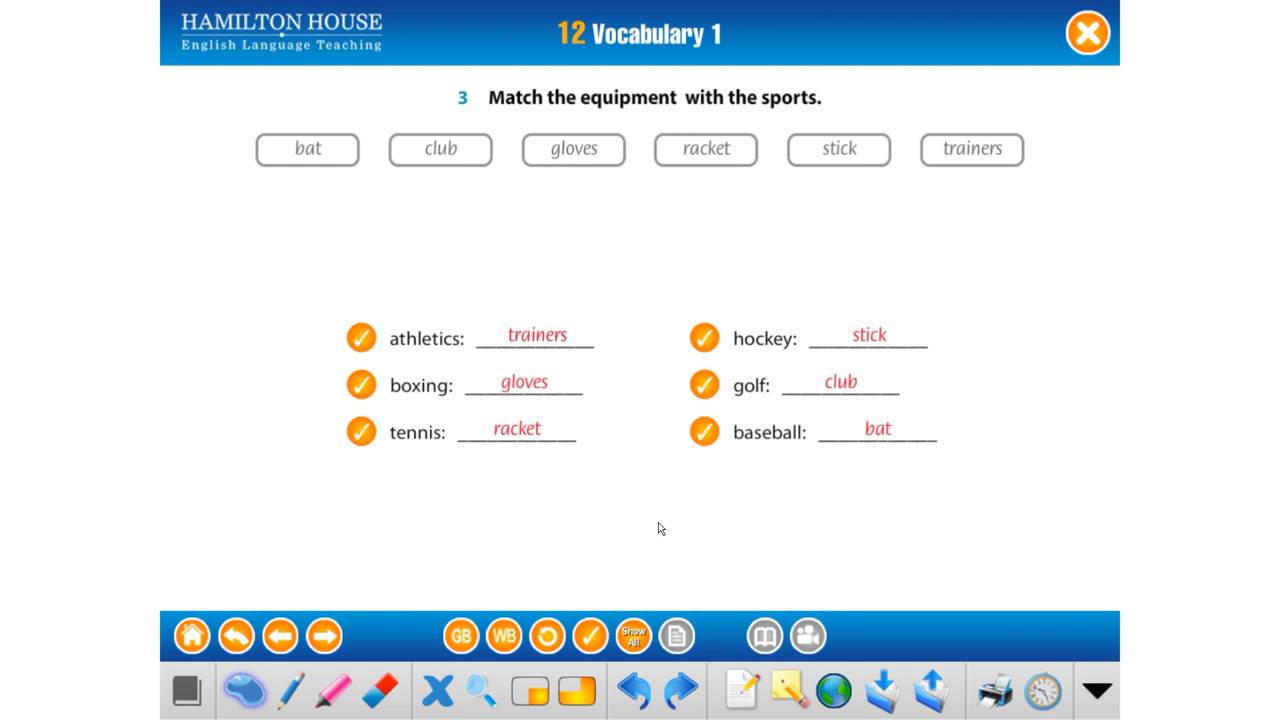 HAMILTON HOUSE
English Language Teaching
12 Vocabulary 1
3 Match the equipment with the sports.
bat club gloves racket stick trainers
athletics: trainers hockey: stick
boxing: gloves golf: club
tennis: racket baseball: bat
GB WB Show All